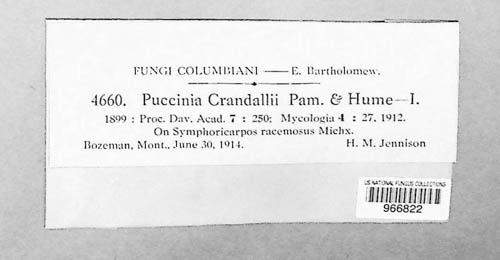 FUNGI COLUMBIANI — E. Bartholomew.
4660. Puccinia Crandallii Pam. & Hume—I.
1899 : Proc. Dav. Acad. 7 : 250; Mycologia 4 : 27, 1912.
On Symphoricarpos racemosus Michx.
Bozeman, Mont., June 30, 1914. H. M. Jennison
US NATIONAL FUNGUS COLLECTIONS
966822